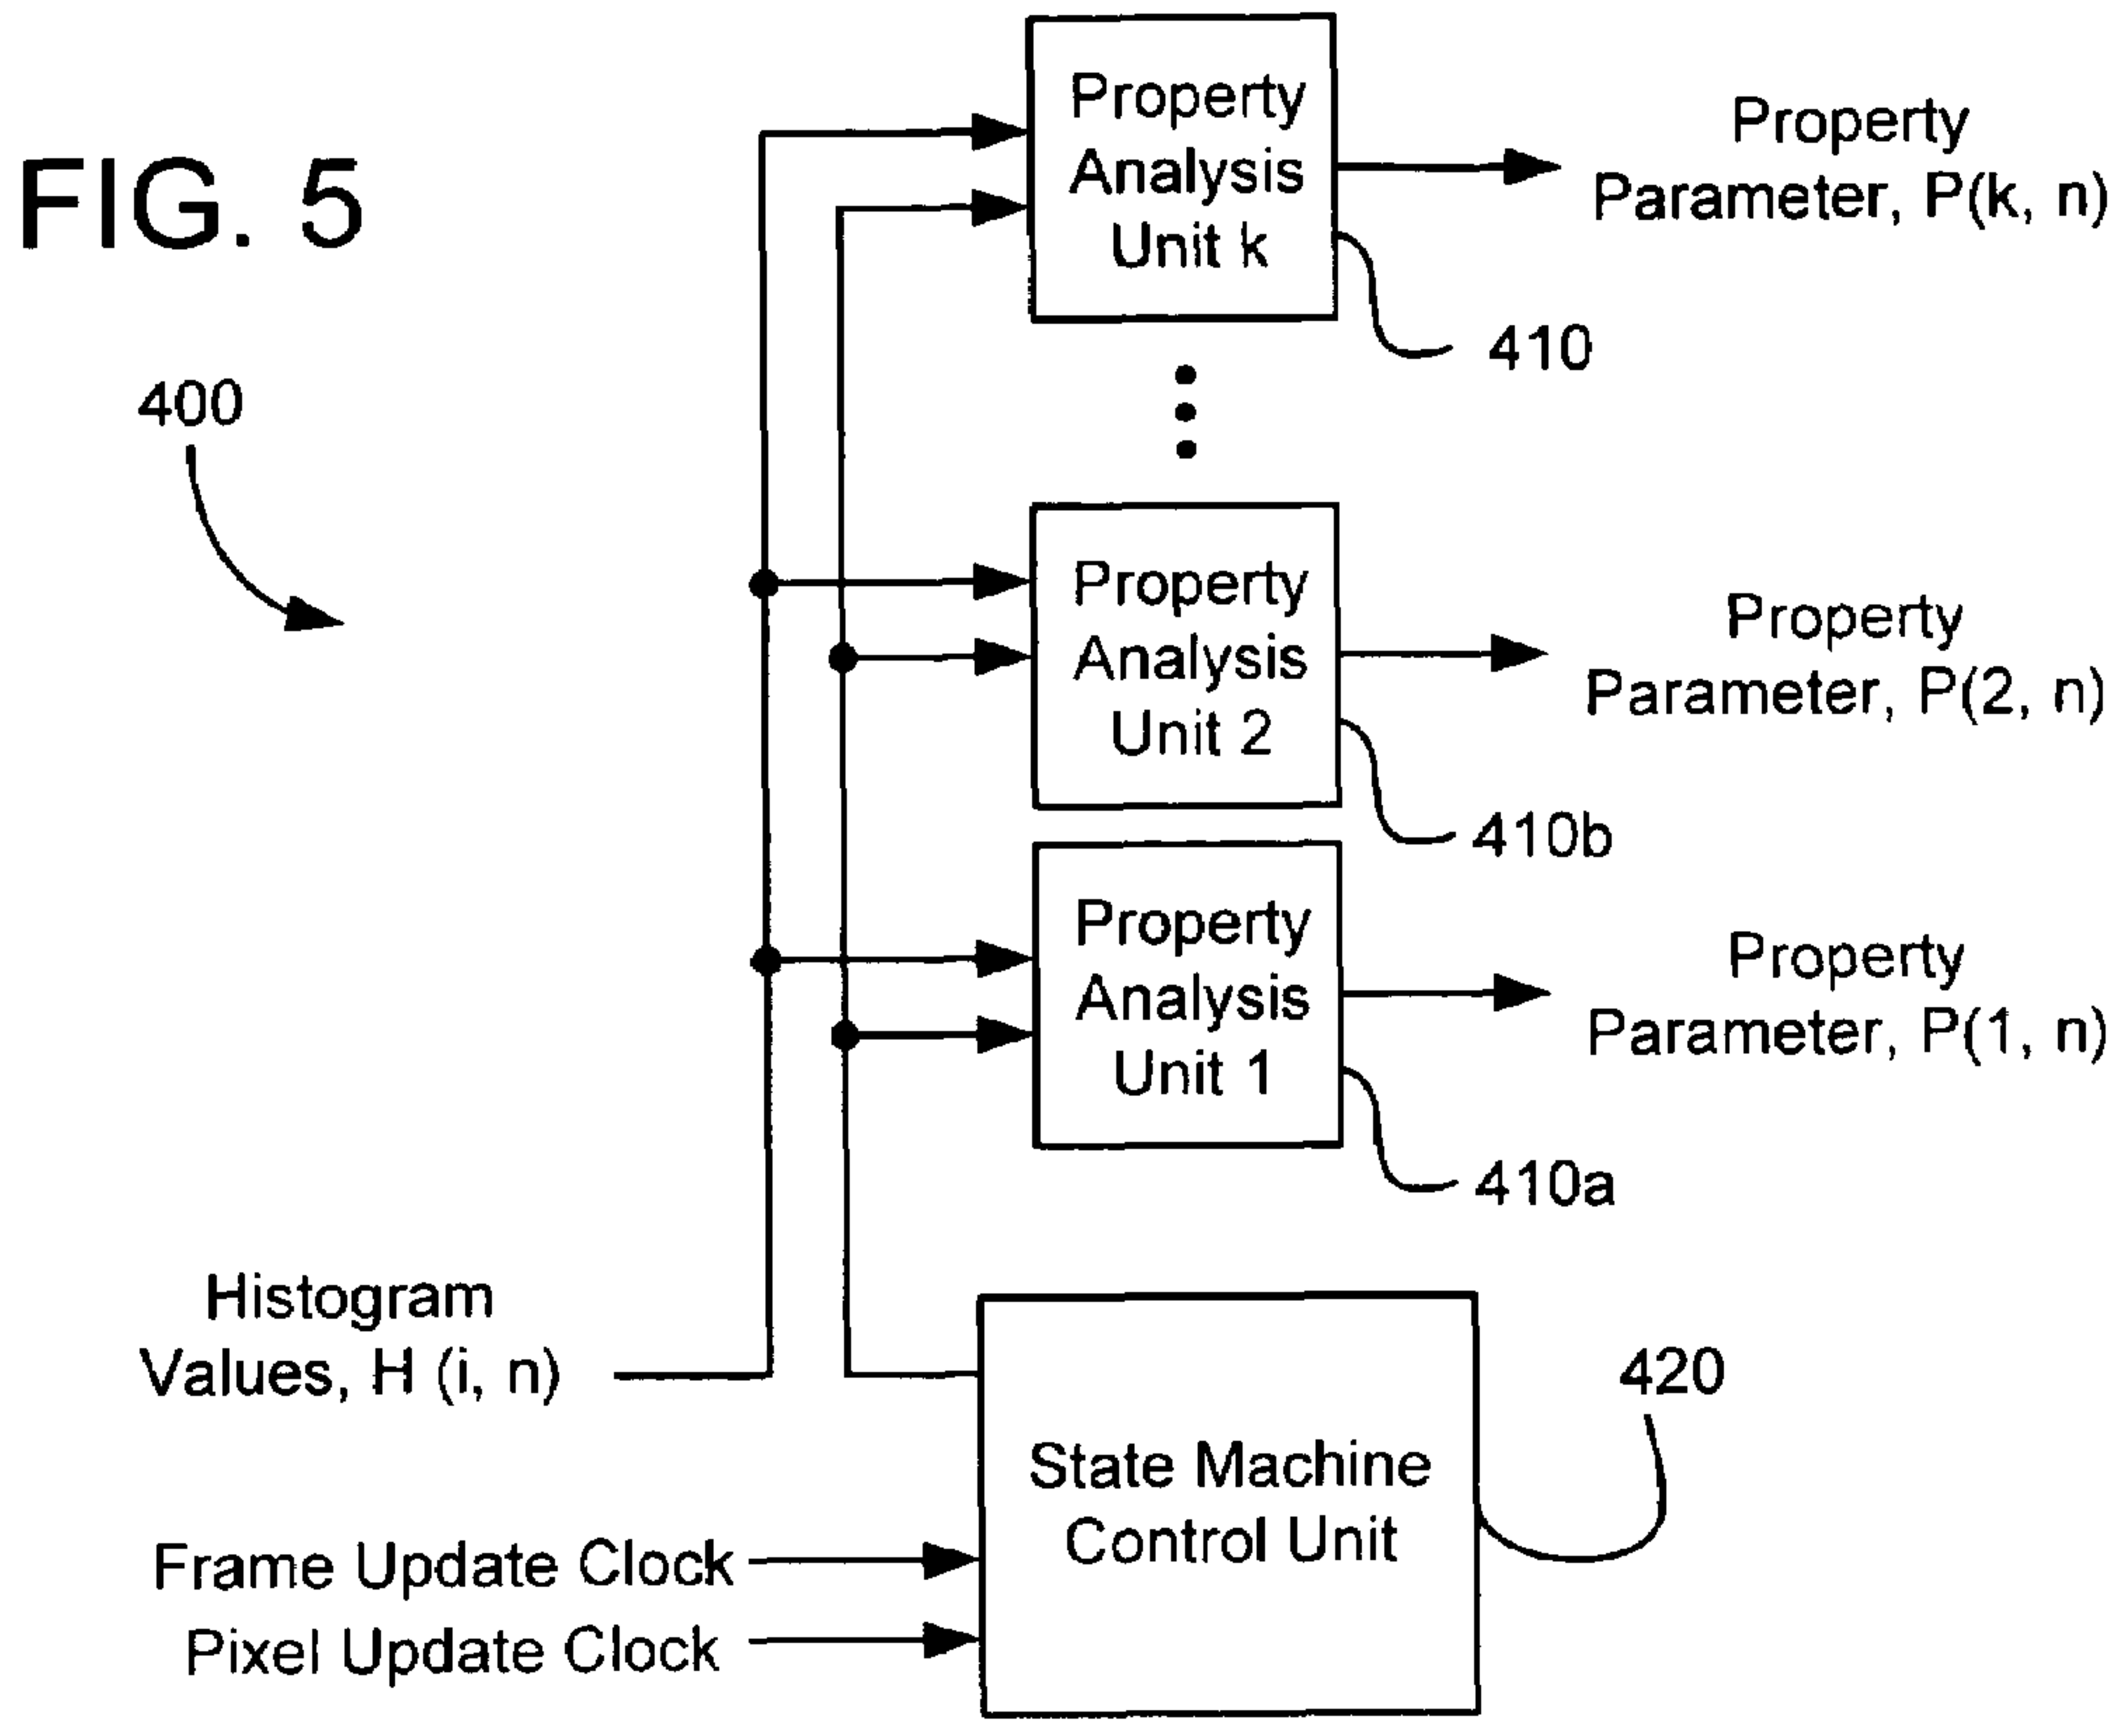 FIG. 5
400
Property
Analysis
Unit k
Property
Parameter, P(k, n)
410
Property
Analysis
Unit 2
Property
Parameter, P(2, n)
410b
Property
Analysis
Unit 1
Property
Parameter, P(1, n)
410a
Histogram
Values, H (i, n)
State Machine
Control Unit
420
Frame Update Clock
Pixel Update Clock